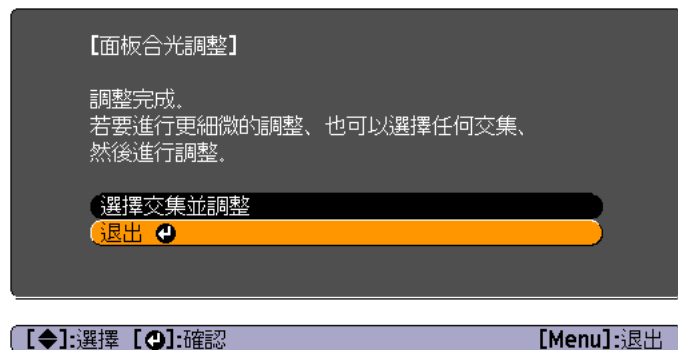 [面板合光調整]
調整完成.
若要進行更細微的調整、也可以選擇任何交集、
然後進行調整.
選擇交集並調整
退出
[◆]:選擇 [⏎]:確認 [Menu]:退出